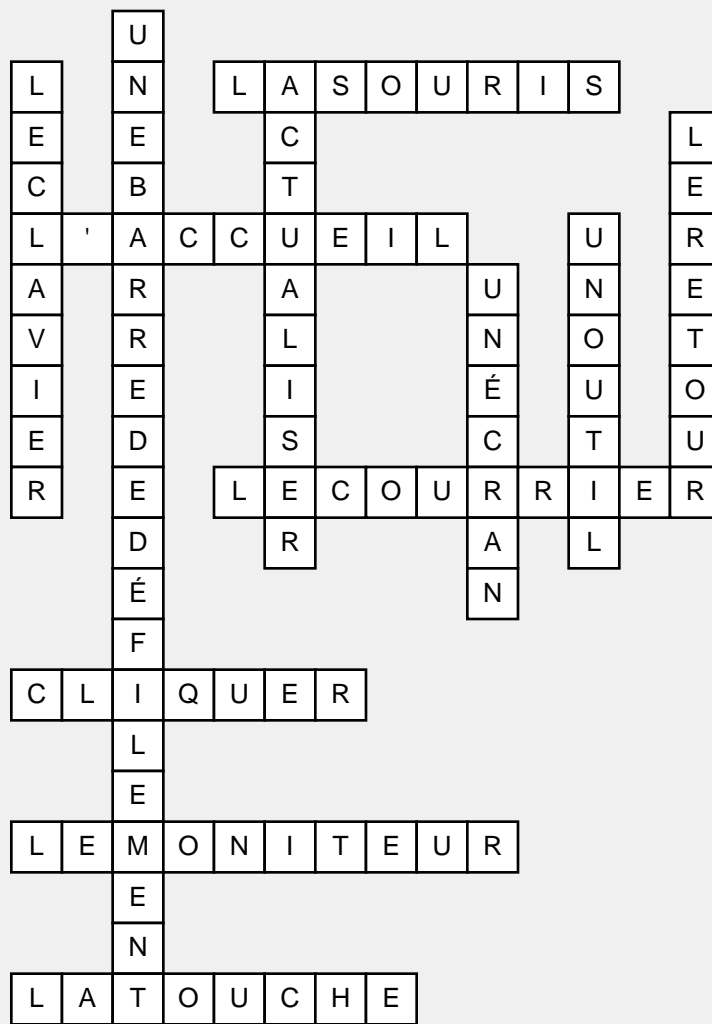 U
L N L A S O U R I S
E E C L
C B T E
L ' A C C U E I L U R
A R A U N E
V R L N O T
I E I É U O
E D S C T U
R E L E C O U R R I E R
D R A L
É N
F
C L I Q U E R
L
E
L E M O N I T E U R
E
N
L A T O U C H E